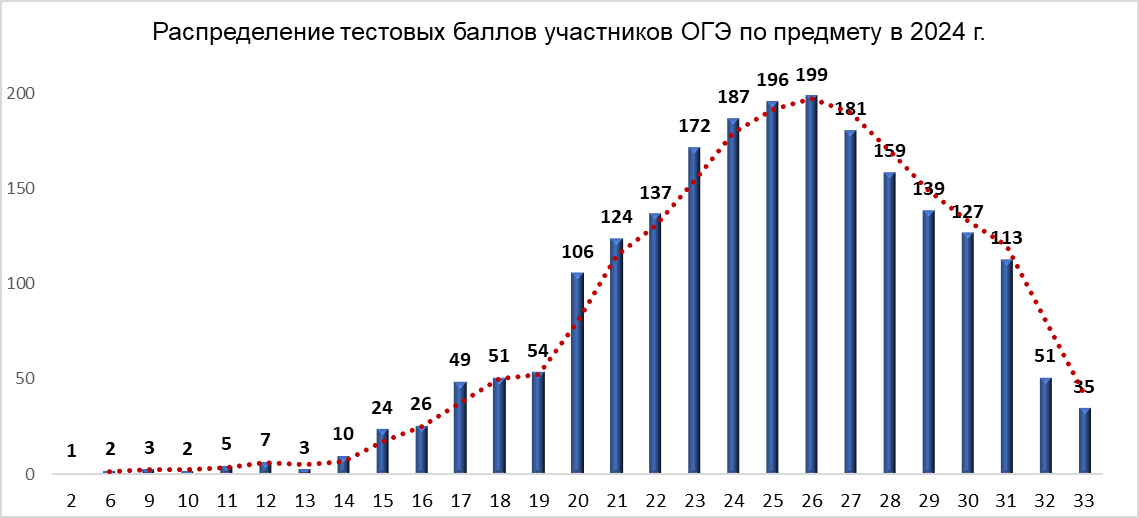 Распределение тестовых баллов участников ОГЭ по предмету в 2024 г.
200
150
100
50
0
1 2 3 2 5 7 3 10 24 26 49 51 54 106 124 137 172 187 196 199 181 159 139 127 113 51 35
2 6 9 10 11 12 13 14 15 16 17 18 19 20 21 22 23 24 25 26 27 28 29 30 31 32 33